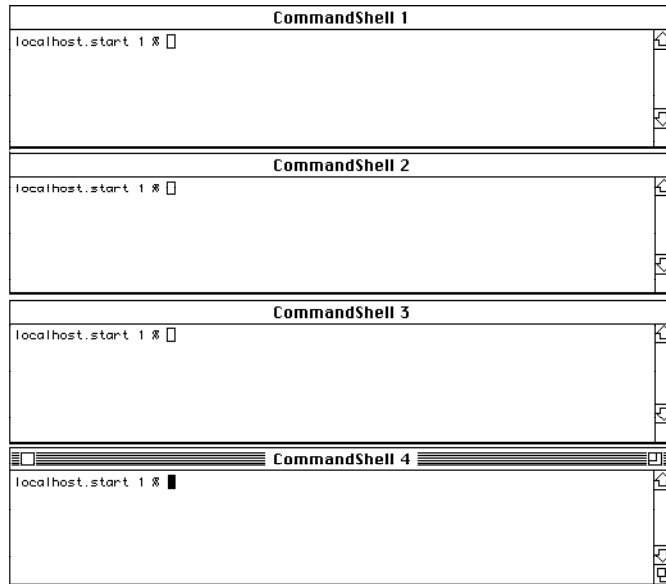 CommandShell 1
localhost.start 1 %
CommandShell 2
localhost.start 1 %
CommandShell 3
localhost.start 1 %
CommandShell 4
localhost.start 1 %